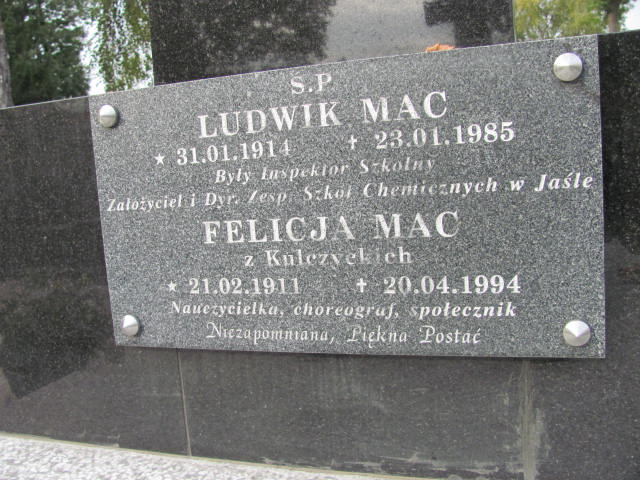 S.P
LUDWIK MAC
★ 31.01.1914 ✝ 23.01.1985
Były Inspektor Szkolny
Założyciel i Dyr. Zesp. Szkół Chemicznych w Jaśle
FELICJA MAC
z Kulczyckich
★ 21.02.1911 ✝ 20.04.1994
Nauczycielka, choreograf, społecznik
Niezapomniana, Piękna Postać